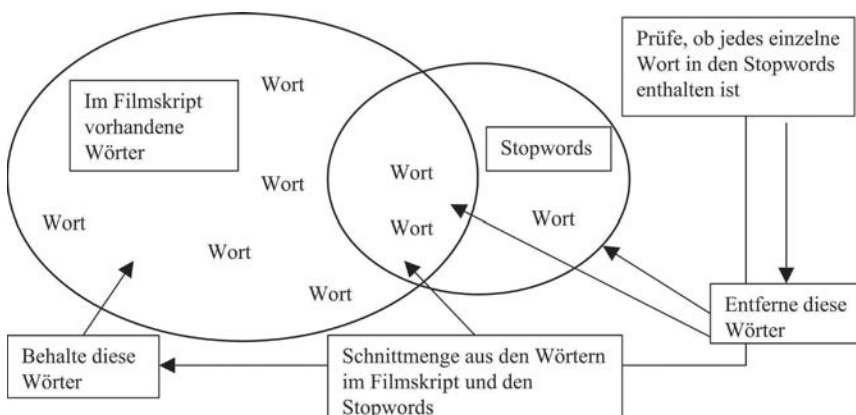 Prüfe, ob jedes einzelne
Wort in den Stopwords
enthalten ist
Im Filmskript
vorhandene
Wörter
Wort
Wort
Wort
Wort
Wort
Wort
Wort
Stopwords
Wort
Entferne diese
Wörter
Behalte diese
Wörter
Schnittmenge aus den Wörtern
im Filmskript und den
Stopwords